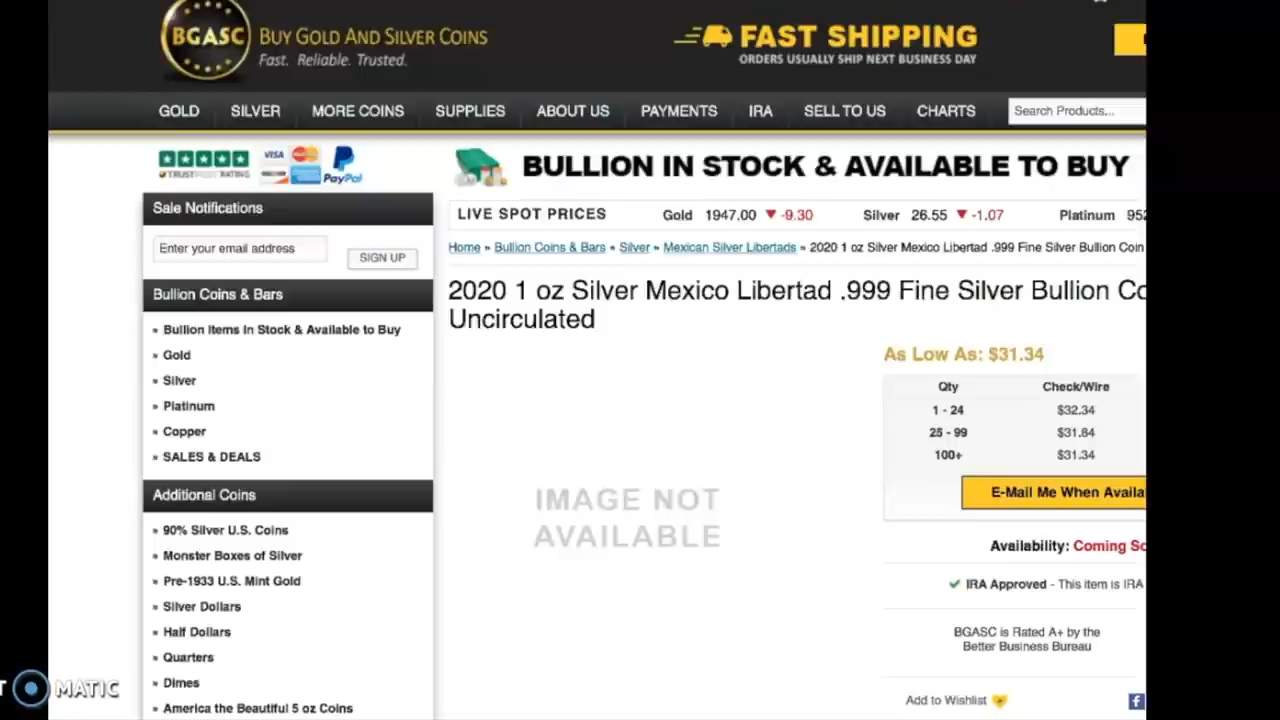 BGASC
BUY GOLD AND SILVER COINS
Fast. Reliable. Trusted.
FAST SHIPPING
ORDERS USUALLY SHIP NEXT BUSINESS DAY
GOLD SILVER MORE COINS SUPPLIES ABOUT US PAYMENTS IRA SELL TO US CHARTS Search Products...
VISA PayPal
TRUSTPILOT RATING
BULLION IN STOCK & AVAILABLE TO BUY
Sale Notifications
Enter your email address SIGN UP
Bullion Coins & Bars
» Bullion Items In Stock & Available to Buy
» Gold
» Silver
» Platinum
» Copper
» SALES & DEALS
Additional Coins
» 90% Silver U.S. Coins
» Monster Boxes of Silver
» Pre-1933 U.S. Mint Gold
» Silver Dollars
» Half Dollars
» Quarters
» Dimes
» America the Beautiful 5 oz Coins
LIVE SPOT PRICES Gold 1947.00 ▼ -9.30 Silver 26.55 ▼ -1.07 Platinum 952
Home » Bullion Coins & Bars » Silver » Mexican Silver Libertads » 2020 1 oz Silver Mexico Libertad .999 Fine Silver Bullion Coin
2020 1 oz Silver Mexico Libertad .999 Fine Silver Bullion Co
Uncirculated
IMAGE NOT
AVAILABLE
As Low As: $31.34
Qty Check/Wire
1 - 24 $32.34
25 - 99 $31.84
100+ $31.34
E-Mail Me When Availa
Availability: Coming So
IRA Approved - This item is IRA
BGASC is Rated A+ by the
Better Business Bureau
Add to Wishlist
T MATIC